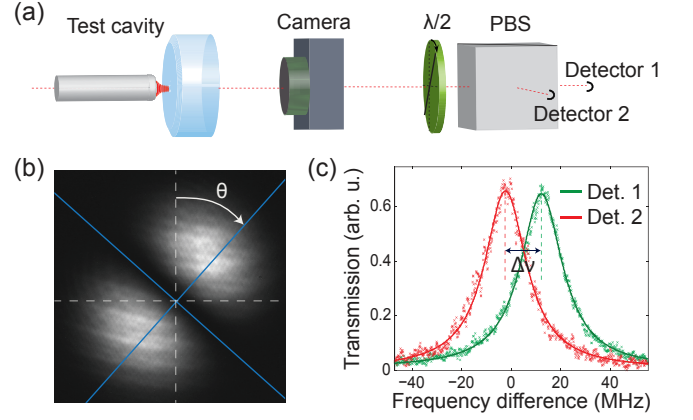 (a)
Test cavity
Camera
λ/2
PBS
Detector 1
Detector 2
(b)
θ
(c)
Transmission (arb. u.)
0.6
0.4
0.2
0
Det. 1
Det. 2
Δν
−40 −20 0 20 40
Frequency difference (MHz)